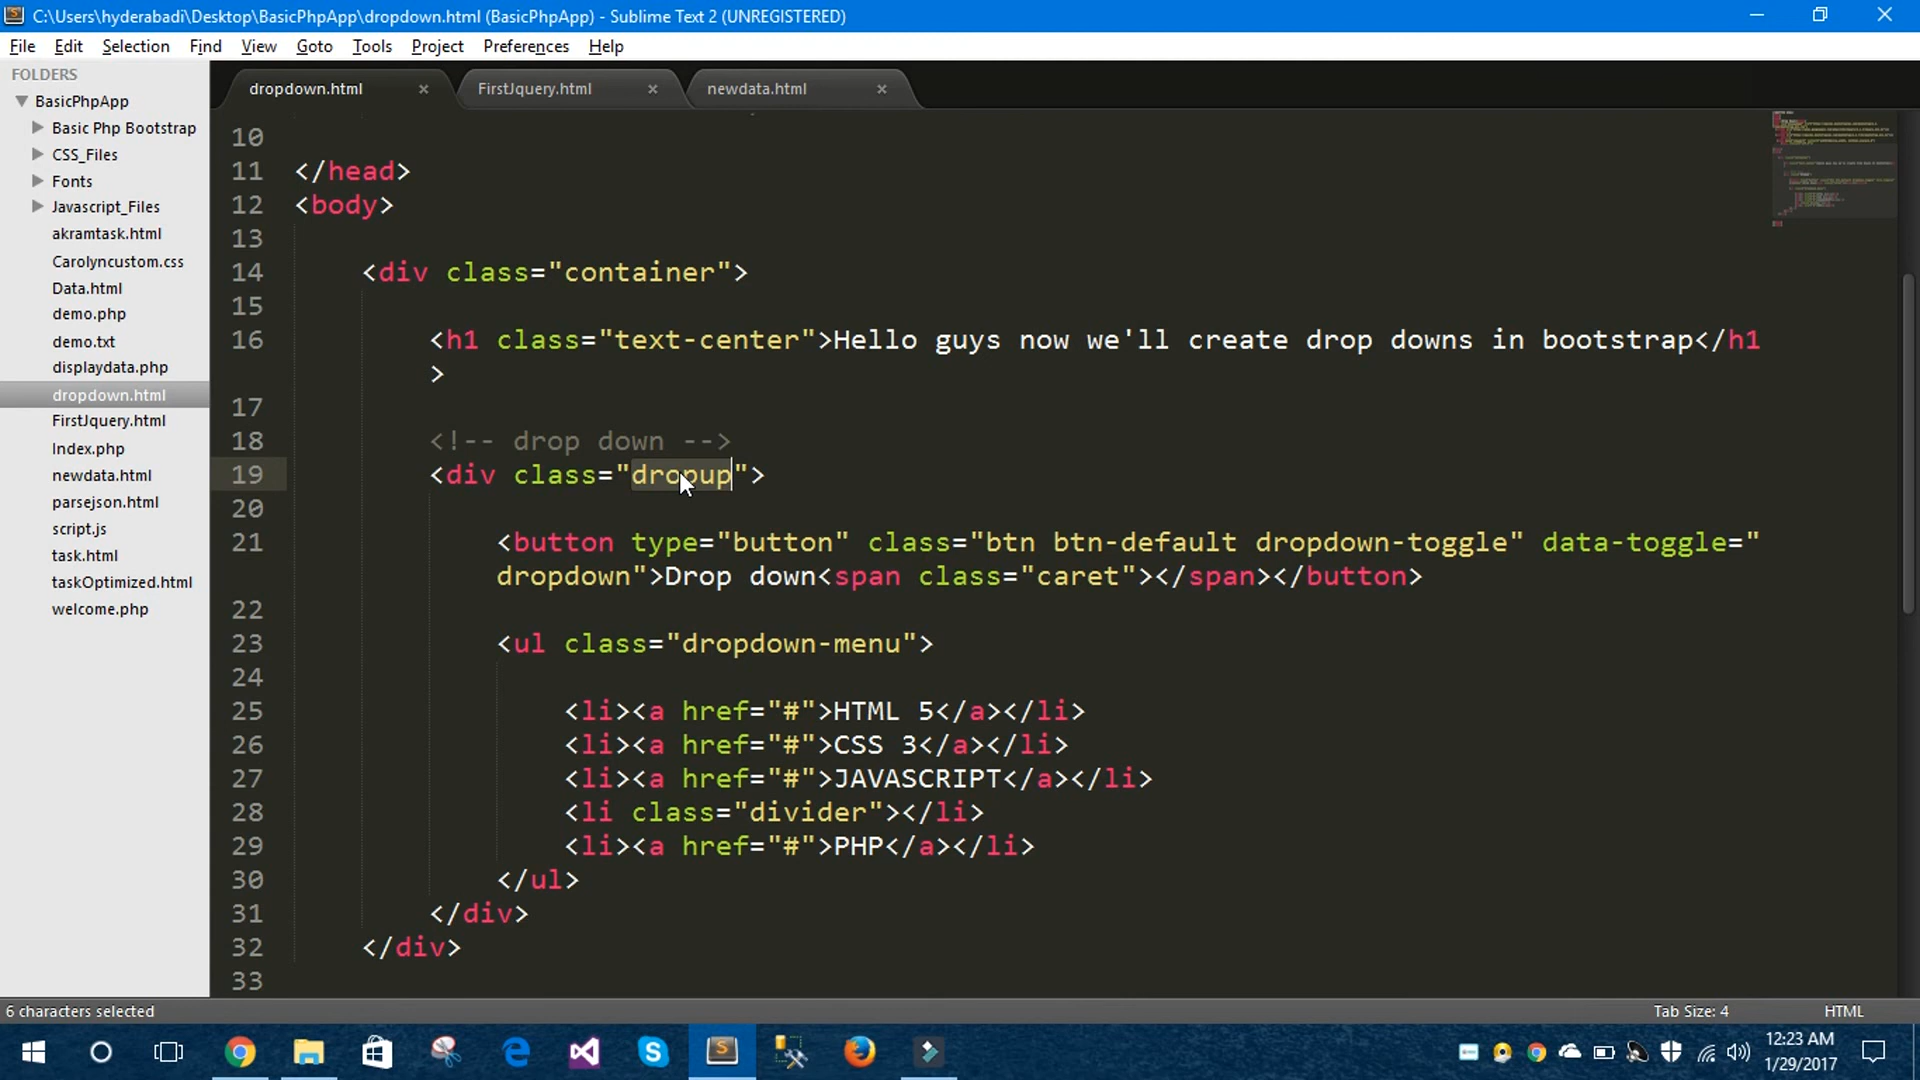 C:\Users\hyderabadi\Desktop\BasicPhpApp\dropdown.html (BasicPhpApp) - Sublime Text 2 (UNREGISTERED)
File Edit Selection Find View Goto Tools Project Preferences Help
FOLDERS
BasicPhpApp
Basic Php Bootstrap
CSS_Files
Fonts
Javascript_Files
akramtask.html
Carolyncustom.css
Data.html
demo.php
demo.txt
displaydata.php
dropdown.html
FirstJquery.html
Index.php
newdata.html
parsejson.html
script.js
task.html
taskOptimized.html
welcome.php
dropdown.html × FirstJquery.html × newdata.html ×
10
11 </head>
12 <body>
13
14 <div class="container">
15
16 <h1 class="text-center">Hello guys now we'll create drop downs in bootstrap</h1
>
17
18 <!-- drop down -->
19 <div class="dropup">
20
21 <button type="button" class="btn btn-default dropdown-toggle" data-toggle="
dropdown">Drop down<span class="caret"></span></button>
22
23 <ul class="dropdown-menu">
24
25 <li><a href="#">HTML 5</a></li>
26 <li><a href="#">CSS 3</a></li>
27 <li><a href="#">JAVASCRIPT</a></li>
28 <li class="divider"></li>
29 <li><a href="#">PHP</a></li>
30 </ul>
31 </div>
32 </div>
33
6 characters selected Tab Size: 4 HTML
12:23 AM
1/29/2017